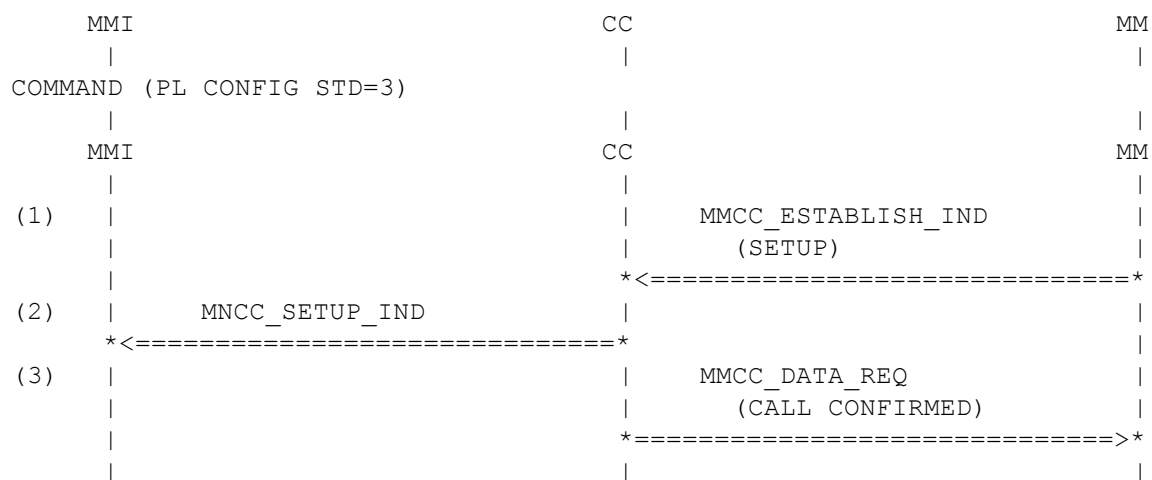 MMI CC MM
| | |
COMMAND (PL CONFIG STD=3)
| | |
MMI CC MM
| | |
(1) | | MMCC_ESTABLISH_IND |
| | (SETUP) |
| *<==============================*
(2) | MNCC_SETUP_IND | |
*<==============================* |
(3) | | MMCC_DATA_REQ |
| | (CALL CONFIRMED) |
| *==============================>*
| | |